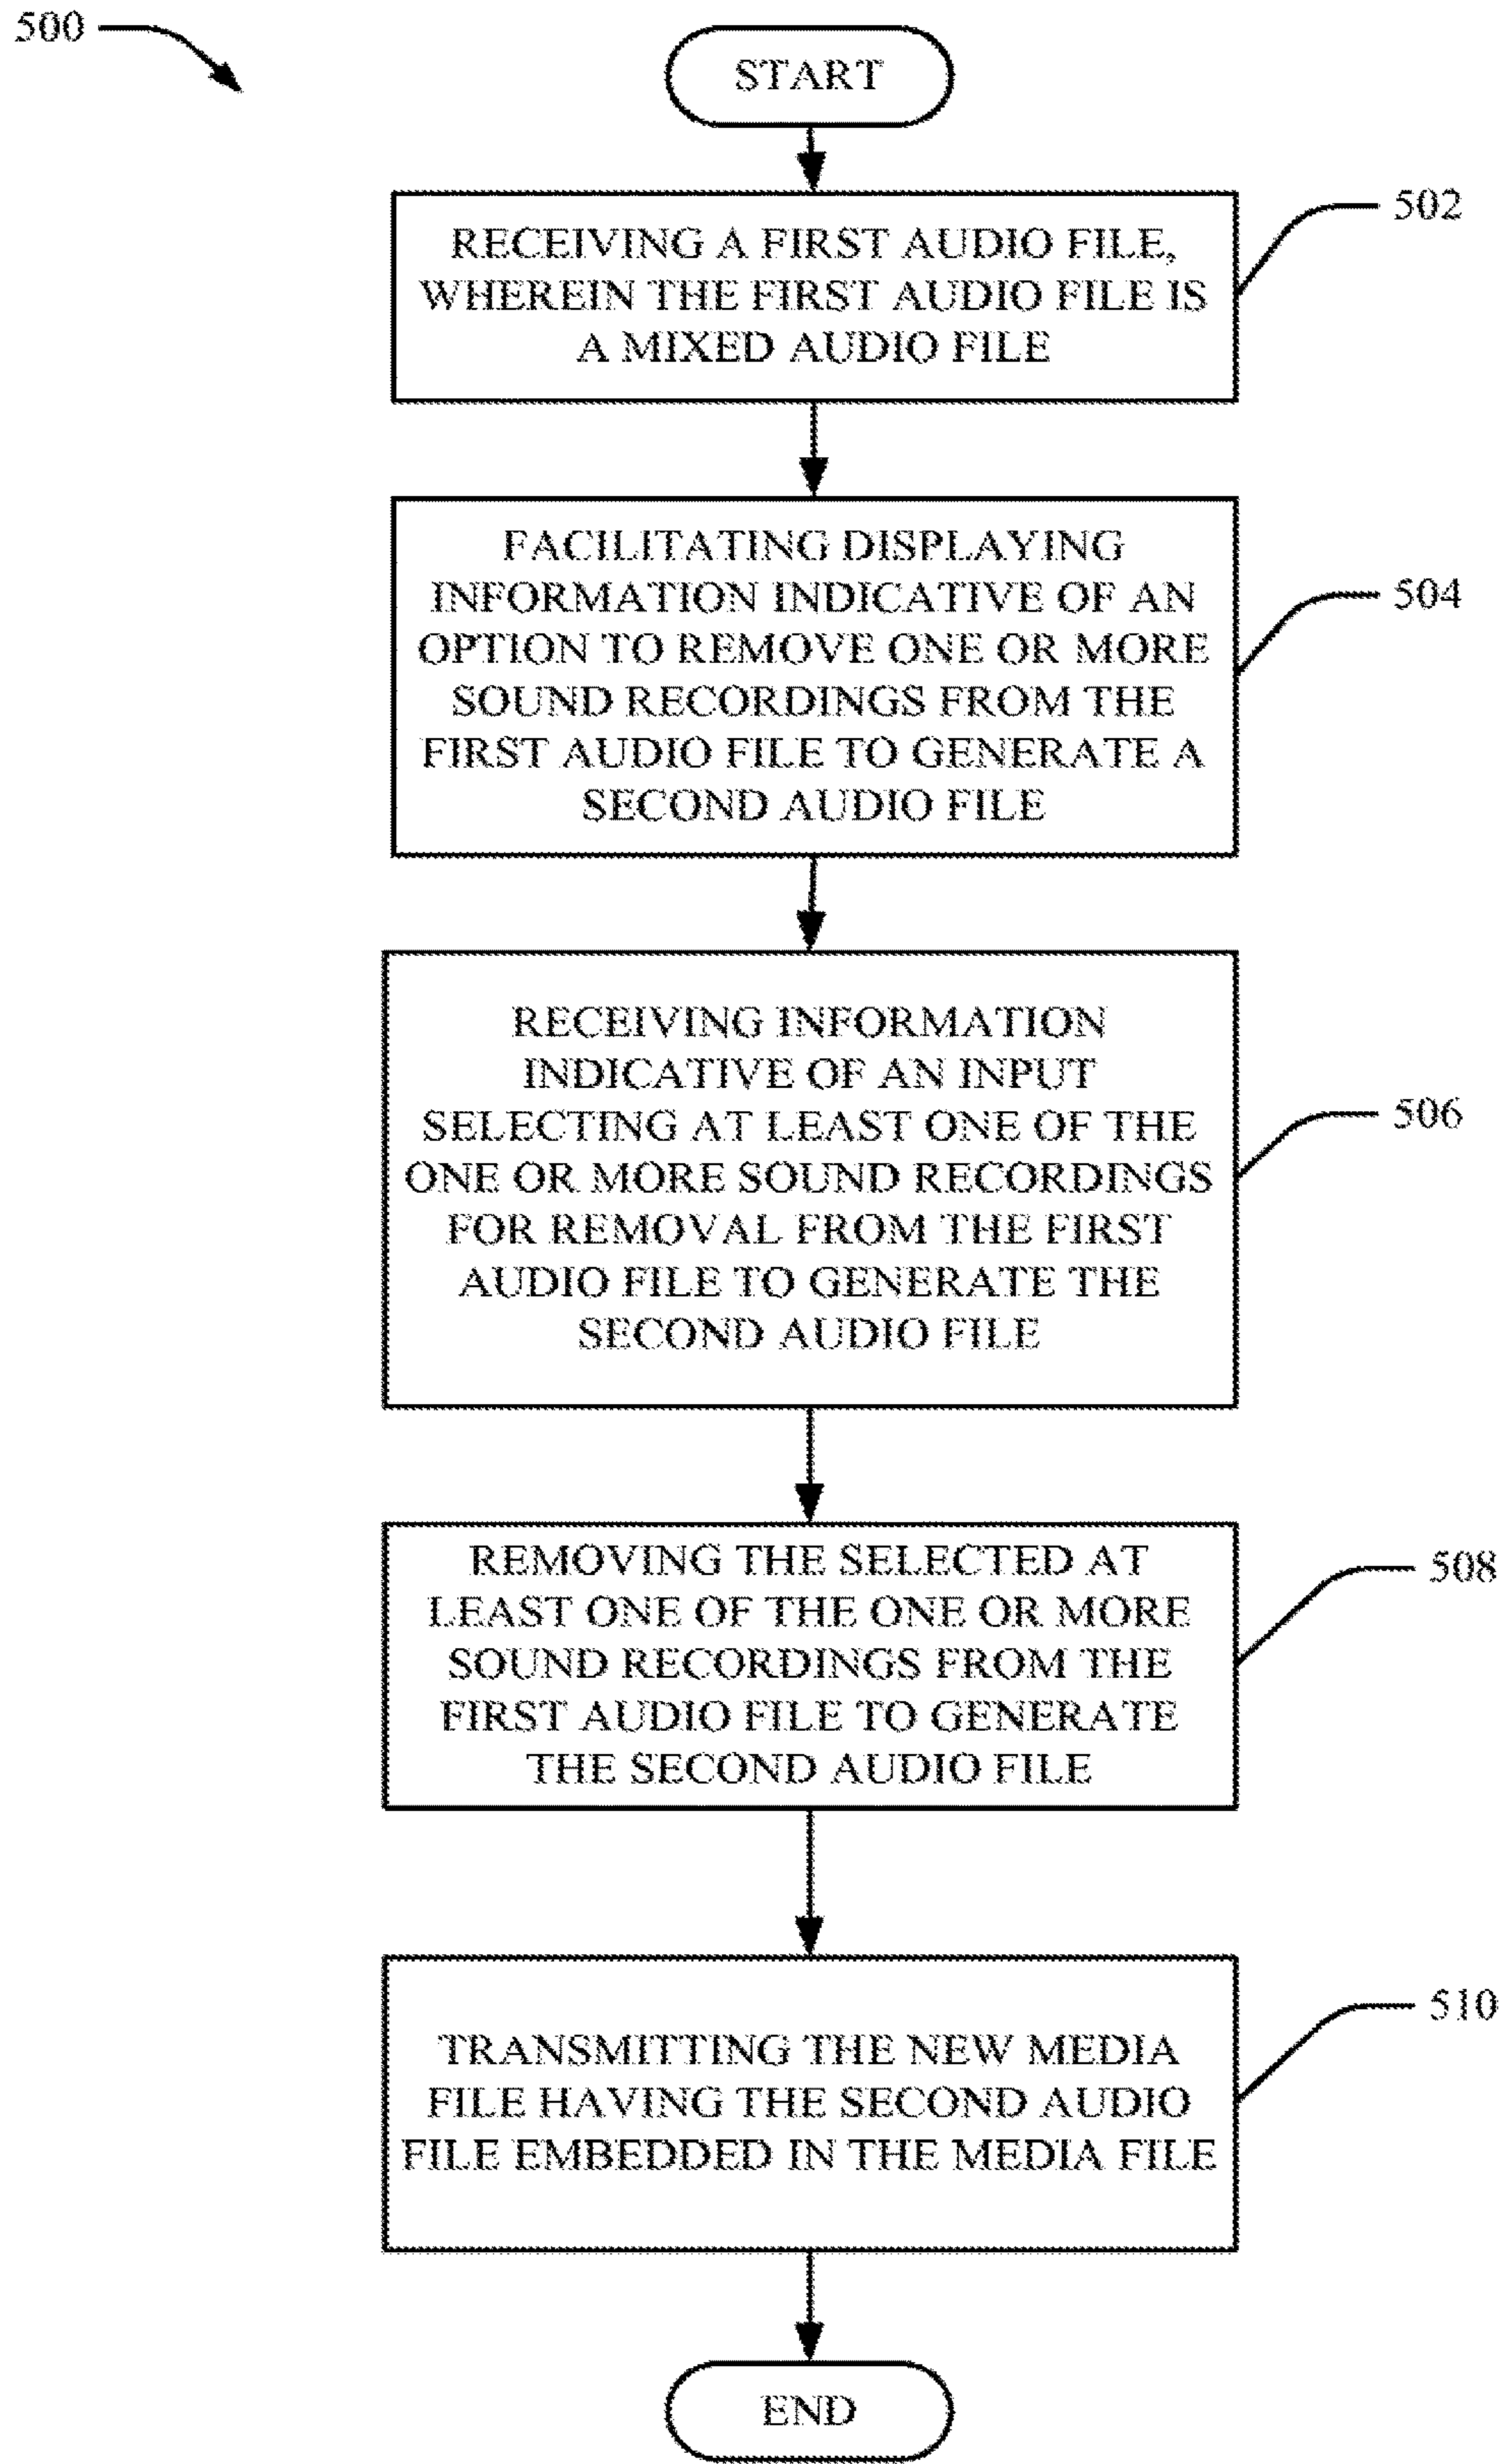 500
START
RECEIVING A FIRST AUDIO FILE,
WHEREIN THE FIRST AUDIO FILE IS
A MIXED AUDIO FILE
502
FACILITATING DISPLAYING
INFORMATION INDICATIVE OF AN
OPTION TO REMOVE ONE OR MORE
SOUND RECORDINGS FROM THE
FIRST AUDIO FILE TO GENERATE A
SECOND AUDIO FILE
504
RECEIVING INFORMATION
INDICATIVE OF AN INPUT
SELECTING AT LEAST ONE OF THE
ONE OR MORE SOUND RECORDINGS
FOR REMOVAL FROM THE FIRST
AUDIO FILE TO GENERATE THE
SECOND AUDIO FILE
506
REMOVING THE SELECTED AT
LEAST ONE OF THE ONE OR MORE
SOUND RECORDINGS FROM THE
FIRST AUDIO FILE TO GENERATE
THE SECOND AUDIO FILE
508
TRANSMITTING THE NEW MEDIA
FILE HAVING THE SECOND AUDIO
FILE EMBEDDED IN THE MEDIA FILE
510
END